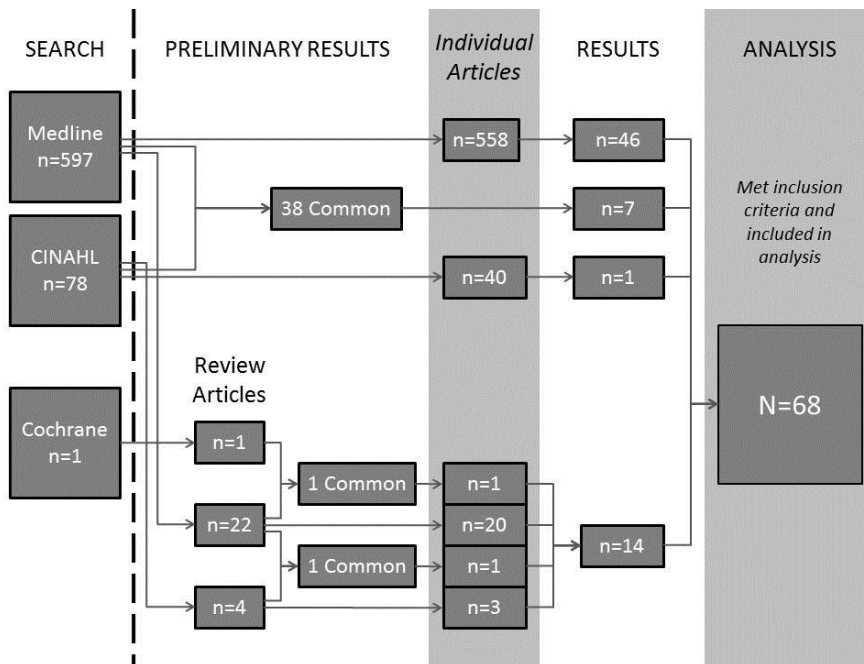 SEARCH
PRELIMINARY RESULTS
Individual
Articles
RESULTS
ANALYSIS
Medline
n=597
n=558
n=46
38 Common
n=7
Met inclusion
criteria and
included in
analysis
CINAHL
n=78
n=40
n=1
Review
Articles
N=68
Cochrane
n=1
n=1
1 Common
n=1
n=22
n=20
n=14
1 Common
n=1
n=4
n=3